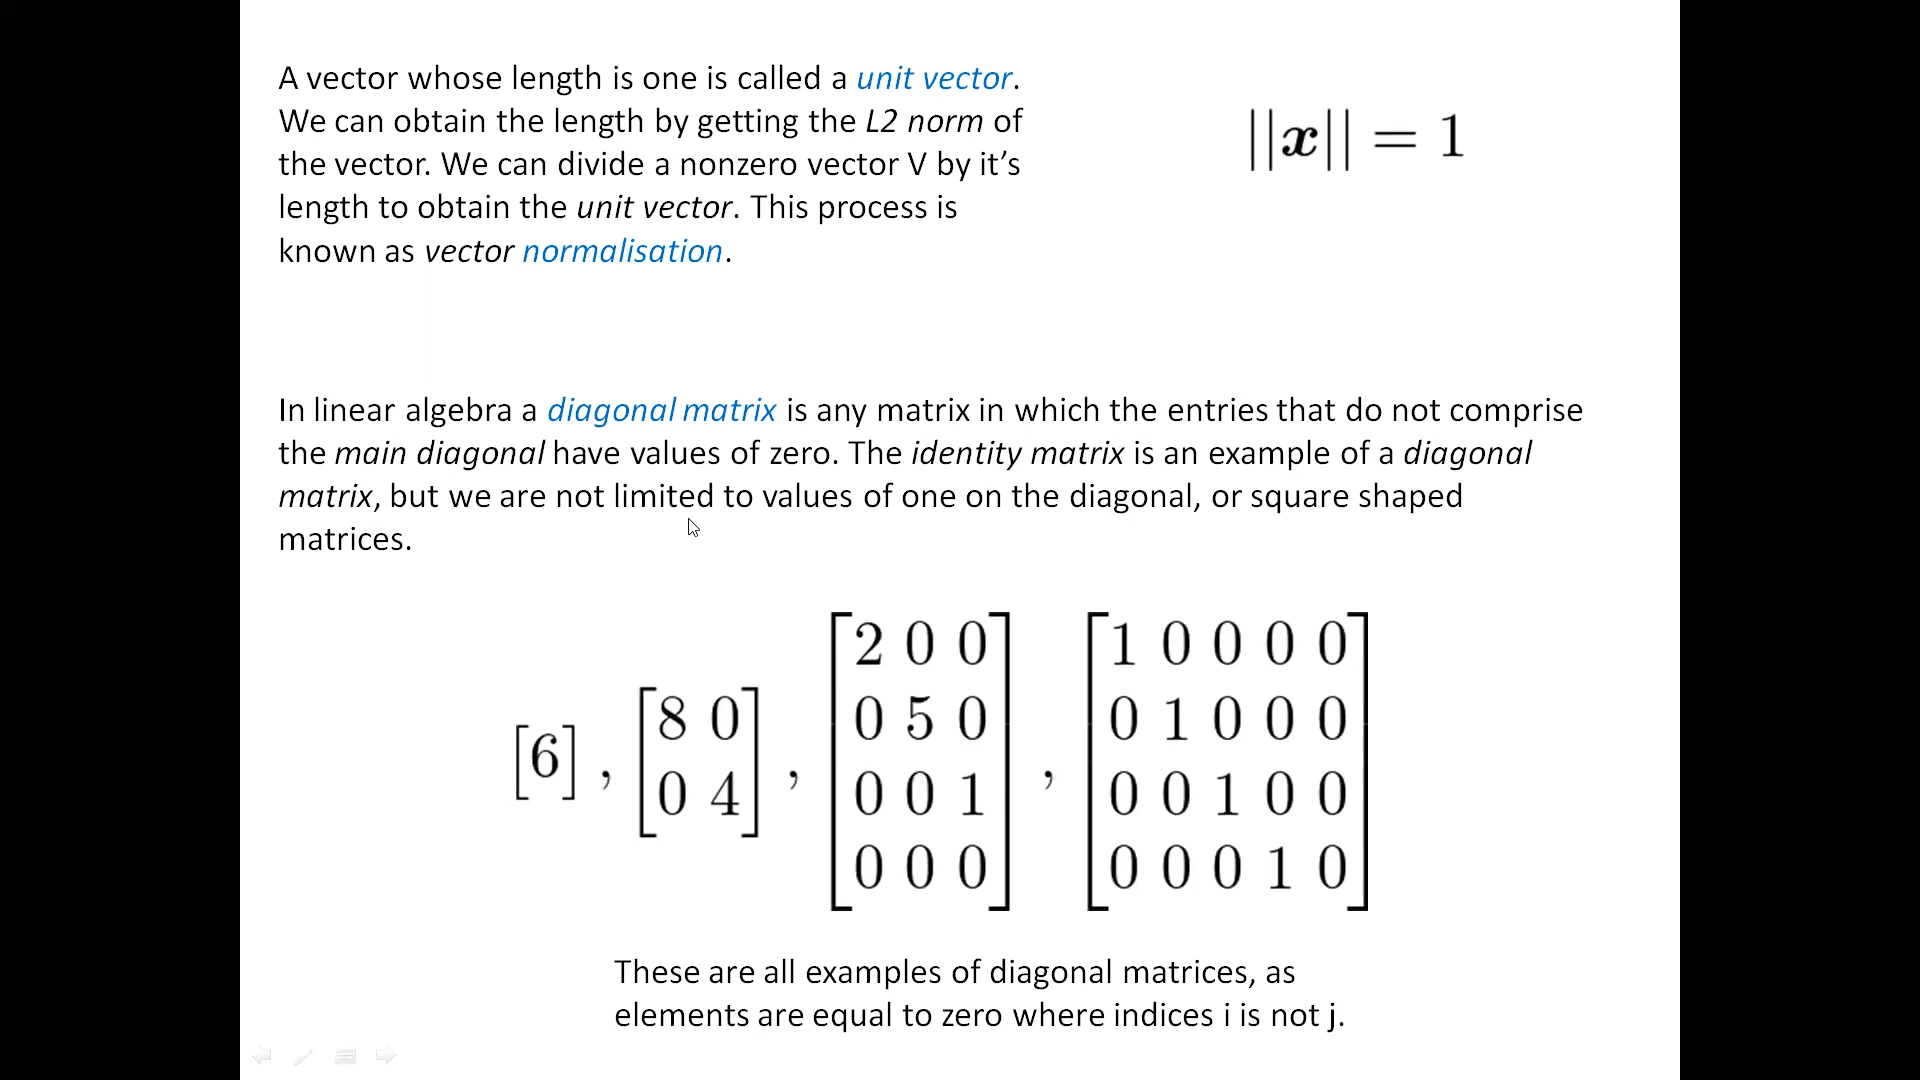 A vector whose length is one is called a unit vector.
We can obtain the length by getting the L2 norm of
the vector. We can divide a nonzero vector V by it’s
length to obtain the unit vector. This process is
known as vector normalisation.
||x|| = 1
In linear algebra a diagonal matrix is any matrix in which the entries that do not comprise
the main diagonal have values of zero. The identity matrix is an example of a diagonal
matrix, but we are not limited to values of one on the diagonal, or square shaped
matrices.
[6] ,
8 0
0 4
,
2 0 0
0 5 0
0 0 1
0 0 0
,
1 0 0 0 0
0 1 0 0 0
0 0 1 0 0
0 0 0 1 0
These are all examples of diagonal matrices, as
elements are equal to zero where indices i is not j.